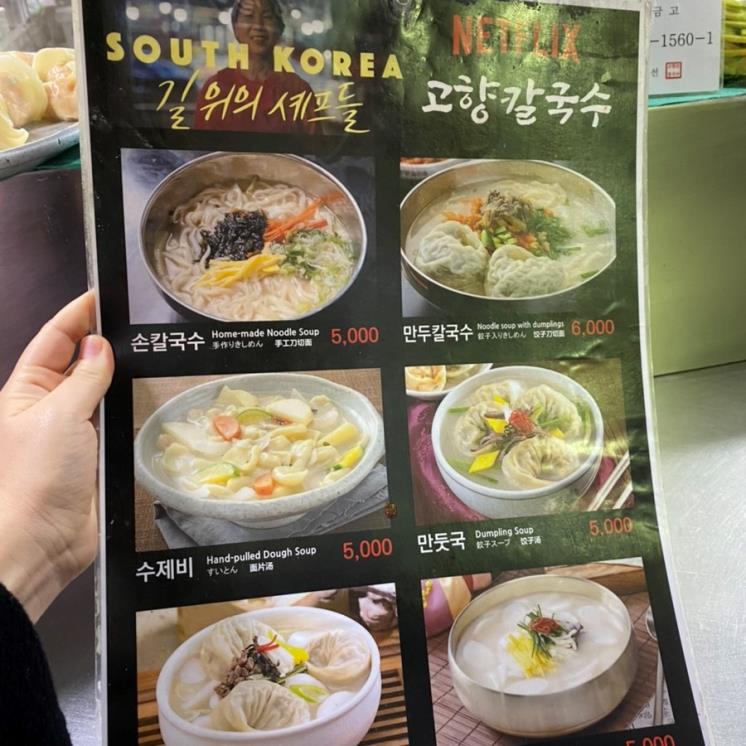 SOUTH KOREA
길 위의 셰프들
NETFLIX
고향칼국수
금고
-1560-1
손칼국수 Home-made Noodle Soup 5,000
手作りきしめん 手工刀切面
만두칼국수 Noodle soup with dumplings 6,000
餃子入りきしめん 饺子刀切面
수제비 Hand-pulled Dough Soup 5,000
すいとん 面片汤
만둣국 Dumpling Soup 5,000
餃子スープ 饺子汤
5,000